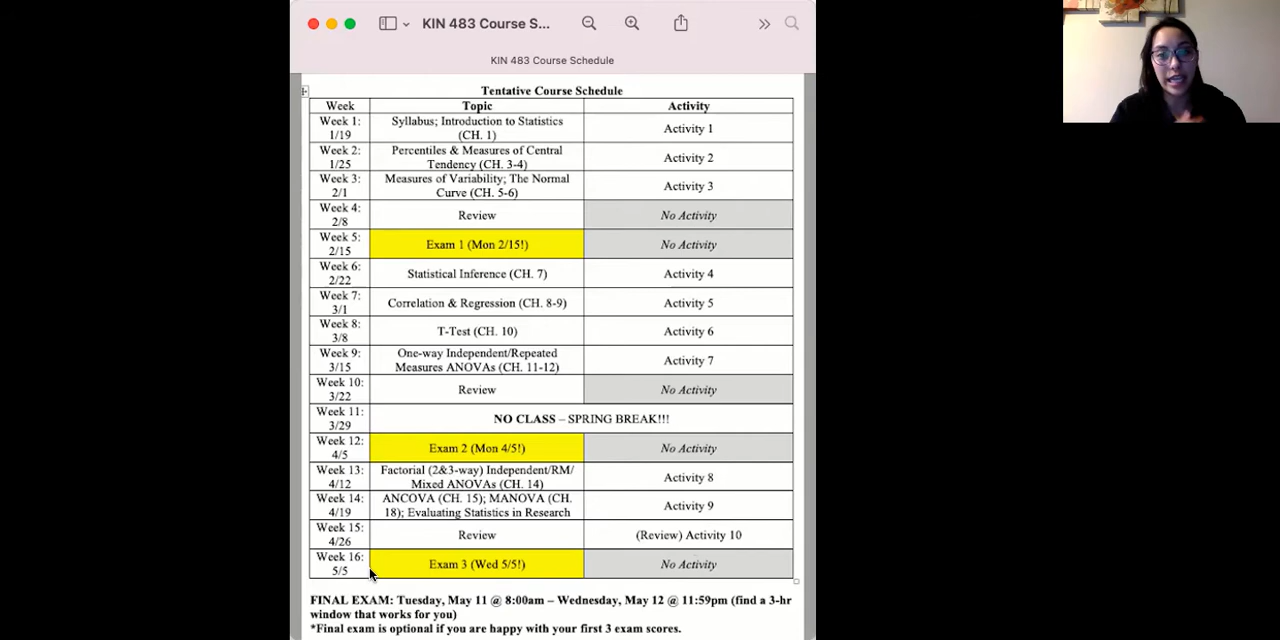 KIN 483 Course S...
KIN 483 Course Schedule
Tentative Course Schedule
Week Topic Activity
Week 1: 1/19 Syllabus; Introduction to Statistics (CH. 1) Activity 1
Week 2: 1/25 Percentiles & Measures of Central Tendency (CH. 3-4) Activity 2
Week 3: 2/1 Measures of Variability; The Normal Curve (CH. 5-6) Activity 3
Week 4: 2/8 Review No Activity
Week 5: 2/15 Exam 1 (Mon 2/15!) No Activity
Week 6: 2/22 Statistical Inference (CH. 7) Activity 4
Week 7: 3/1 Correlation & Regression (CH. 8-9) Activity 5
Week 8: 3/8 T-Test (CH. 10) Activity 6
Week 9: 3/15 One-way Independent/Repeated Measures ANOVAs (CH. 11-12) Activity 7
Week 10: 3/22 Review No Activity
Week 11: 3/29 NO CLASS – SPRING BREAK!!!
Week 12: 4/5 Exam 2 (Mon 4/5!) No Activity
Week 13: 4/12 Factorial (2&3-way) Independent/RM/ Mixed ANOVAs (CH. 14) Activity 8
Week 14: 4/19 ANCOVA (CH. 15); MANOVA (CH. 18); Evaluating Statistics in Research Activity 9
Week 15: 4/26 Review (Review) Activity 10
Week 16: 5/5 Exam 3 (Wed 5/5!) No Activity
FINAL EXAM: Tuesday, May 11 @ 8:00am – Wednesday, May 12 @ 11:59pm (find a 3-hr
window that works for you)
*Final exam is optional if you are happy with your first 3 exam scores.